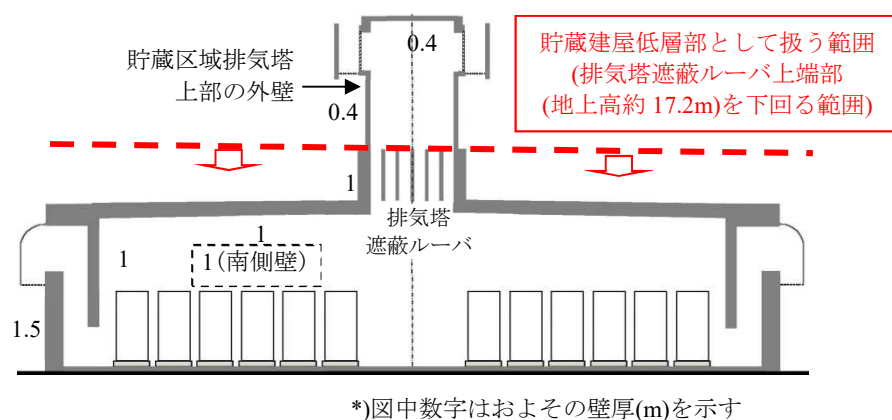 0.4
貯蔵区域排気塔
上部の外壁
0.4
貯蔵建屋低層部として扱う範囲
(排気塔遮蔽ルーバ上端部
(地上高約 17.2m)を下回る範囲)
1
排気塔
遮蔽ルーバ
1
1(南側壁)
1
1.5
*)図中数字はおよその壁厚(m)を示す